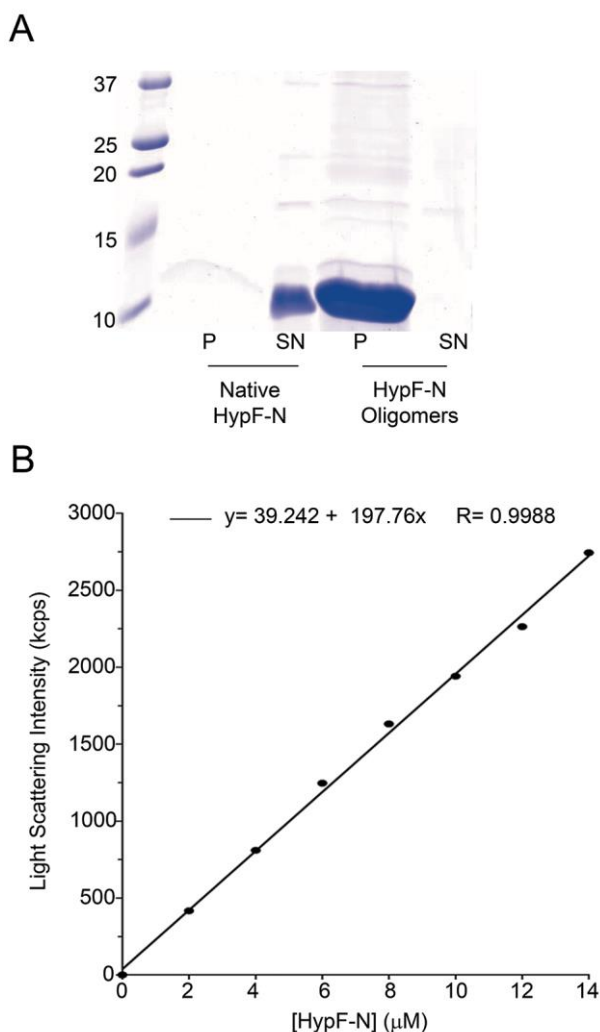 A
37
25
20
15
10
P SN P SN
Native HypF-N
HypF-N Oligomers
B
y= 39.242 + 197.76x R= 0.9988
3000
2500
2000
1500
1000
500
0
Light Scattering Intensity (kcps)
0 2 4 6 8 10 12 14
[HypF-N] (μM)